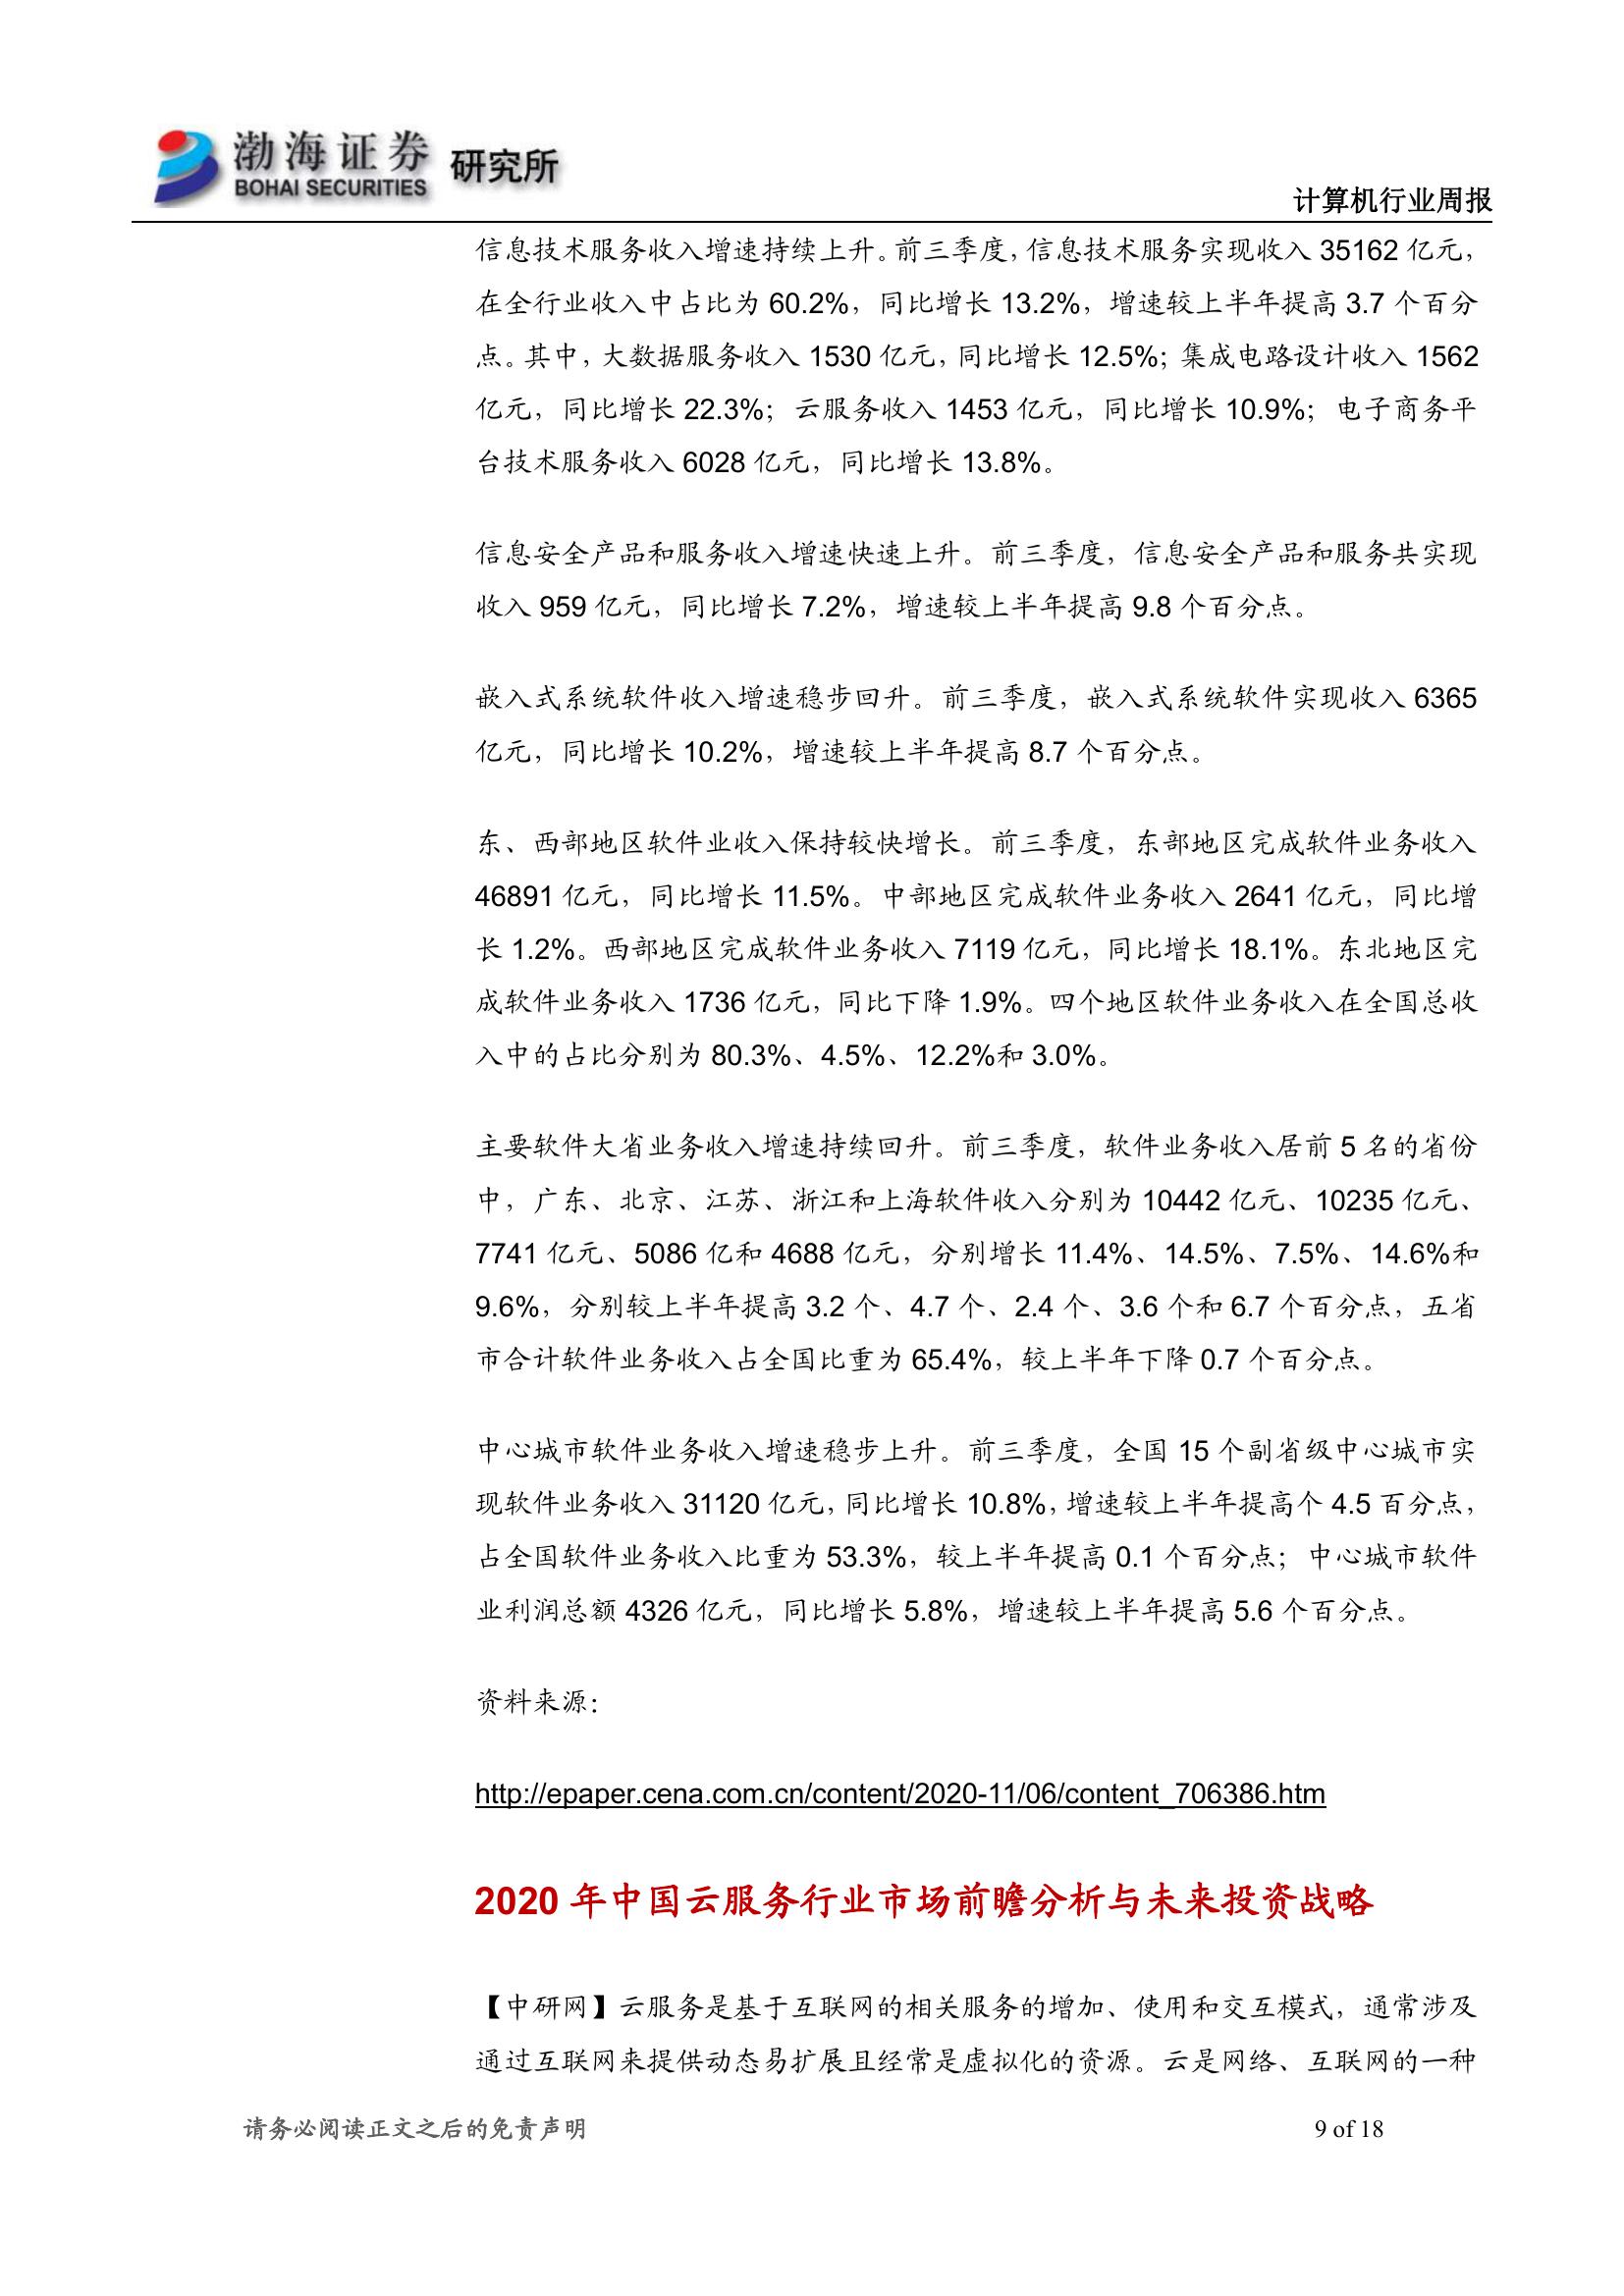 渤海证券
BOHAI SECURITIES
研究所
计算机行业周报
信息技术服务收入增速持续上升。前三季度，信息技术服务实现收入 35162 亿元，
在全行业收入中占比为 60.2%，同比增长 13.2%，增速较上半年提高 3.7 个百分
点。其中，大数据服务收入 1530 亿元，同比增长 12.5%；集成电路设计收入 1562
亿元，同比增长 22.3%；云服务收入 1453 亿元，同比增长 10.9%；电子商务平
台技术服务收入 6028 亿元，同比增长 13.8%。
信息安全产品和服务收入增速快速上升。前三季度，信息安全产品和服务共实现
收入 959 亿元，同比增长 7.2%，增速较上半年提高 9.8 个百分点。
嵌入式系统软件收入增速稳步回升。前三季度，嵌入式系统软件实现收入 6365
亿元，同比增长 10.2%，增速较上半年提高 8.7 个百分点。
东、西部地区软件业收入保持较快增长。前三季度，东部地区完成软件业务收入
46891 亿元，同比增长 11.5%。中部地区完成软件业务收入 2641 亿元，同比增
长 1.2%。西部地区完成软件业务收入 7119 亿元，同比增长 18.1%。东北地区完
成软件业务收入 1736 亿元，同比下降 1.9%。四个地区软件业务收入在全国总收
入中的占比分别为 80.3%、4.5%、12.2%和 3.0%。
主要软件大省业务收入增速持续回升。前三季度，软件业务收入居前 5 名的省份
中，广东、北京、江苏、浙江和上海软件收入分别为 10442 亿元、10235 亿元、
7741 亿元、5086 亿和 4688 亿元，分别增长 11.4%、14.5%、7.5%、14.6%和
9.6%，分别较上半年提高 3.2 个、4.7 个、2.4 个、3.6 个和 6.7 个百分点，五省
市合计软件业务收入占全国比重为 65.4%，较上半年下降 0.7 个百分点。
中心城市软件业务收入增速稳步上升。前三季度，全国 15 个副省级中心城市实
现软件业务收入 31120 亿元，同比增长 10.8%，增速较上半年提高个 4.5 百分点，
占全国软件业务收入比重为 53.3%，较上半年提高 0.1 个百分点；中心城市软件
业利润总额 4326 亿元，同比增长 5.8%，增速较上半年提高 5.6 个百分点。
资料来源：
http://epaper.cena.com.cn/content/2020-11/06/content_706386.htm
2020 年中国云服务行业市场前瞻分析与未来投资战略
【中研网】云服务是基于互联网的相关服务的增加、使用和交互模式，通常涉及
通过互联网来提供动态易扩展且经常是虚拟化的资源。云是网络、互联网的一种
请务必阅读正文之后的免责声明
9 of 18